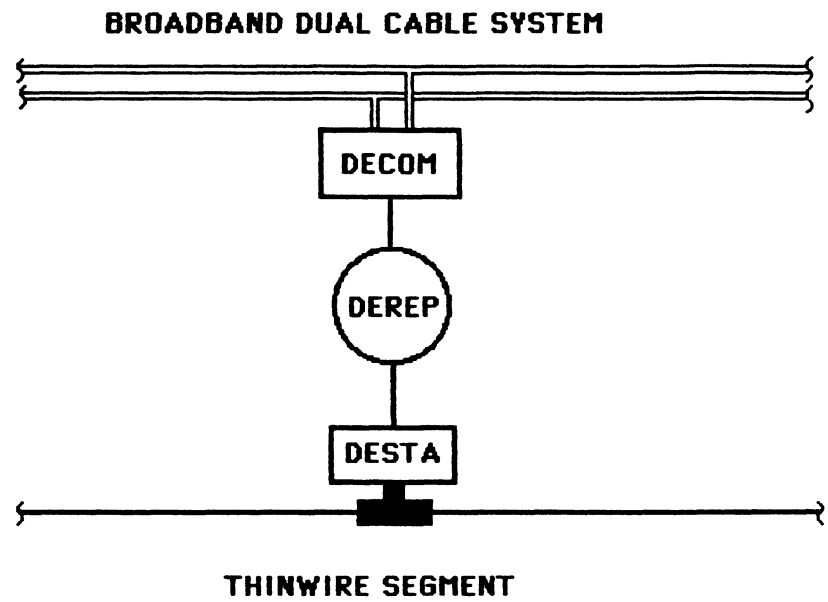 BROADBAND DUAL CABLE SYSTEM
DECOM
DEREP
DESTA
THINWIRE SEGMENT